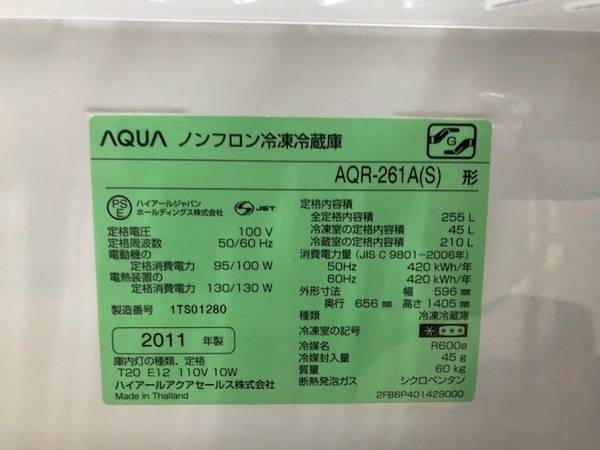 AQUA ノンフロン冷凍冷蔵庫
G
AQR-261A(S) 形
PS E
ハイアールジャパン
ホールディングス株式会社
S JET
定格電圧 100 V
定格周波数 50/60 Hz
電動機の
定格消費電力 95/100 W
電熱装置の
定格消費電力 130/130 W
製造番号 1TS01280
2011 年製
庫内灯の種類、定格
T20 E12 110V 10W
ハイアールアクアセールス株式会社
Made in Thailand
定格内容積
全定格内容積 255 L
冷凍室の定格内容積 45 L
冷蔵室の定格内容積 210 L
消費電力量 (JIS C 9801-2006年)
50Hz 420 kWh/年
60Hz 420 kWh/年
外形寸法 幅 596 mm
奥行 656 mm 高さ 1405 mm
種類 冷凍冷蔵庫
冷凍室の記号 * ***
冷媒名 R600a
冷媒封入量 45 g
質量 60 kg
断熱発泡ガス シクロペンタン
2FB6P401429000